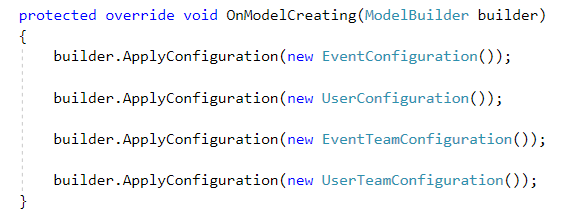 protected override void OnModelCreating(ModelBuilder builder)
{
    builder.ApplyConfiguration(new EventConfiguration());
    builder.ApplyConfiguration(new UserConfiguration());
    builder.ApplyConfiguration(new EventTeamConfiguration());
    builder.ApplyConfiguration(new UserTeamConfiguration());
}